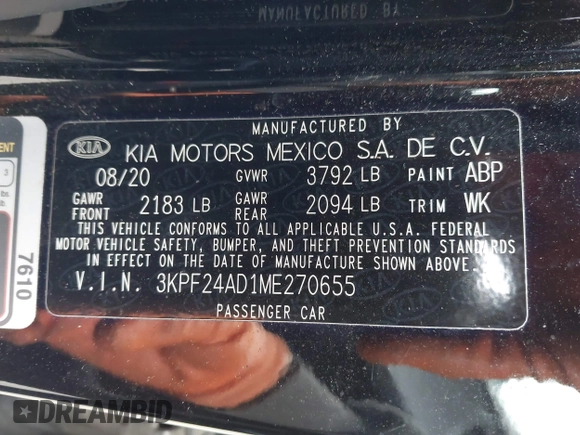 MANUFACTURED BY
MANUFACTURED BY
KIA KIA MOTORS MEXICO S.A. DE C.V.
08/20 GVWR 3792 LB PAINT ABP
GAWR FRONT 2183 LB GAWR REAR 2094 LB TRIM WK
THIS VEHICLE CONFORMS TO ALL APPLICABLE U.S.A. FEDERAL
MOTOR VEHICLE SAFETY, BUMPER, AND THEFT PREVENTION STANDARDS
IN EFFECT ON THE DATE OF MANUFACTURE SHOWN ABOVE.
V.I.N. 3KPF24AD1ME270655
PASSENGER CAR
7610
DREAMBID